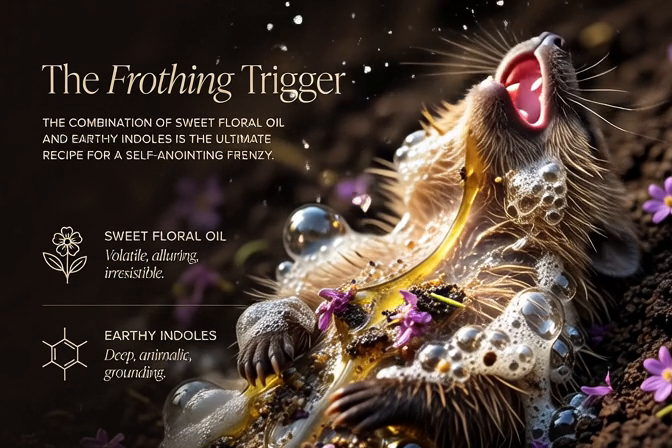 The Frothing Trigger
THE COMBINATION OF SWEET FLORAL OIL
AND EARTHY INDOLES IS THE ULTIMATE
RECIPE FOR A SELF-ANOINTING FRENZY.
SWEET FLORAL OIL
Volatile, alluring,
irresistible.
EARTHY INDOLES
Deep, animalic,
grounding.